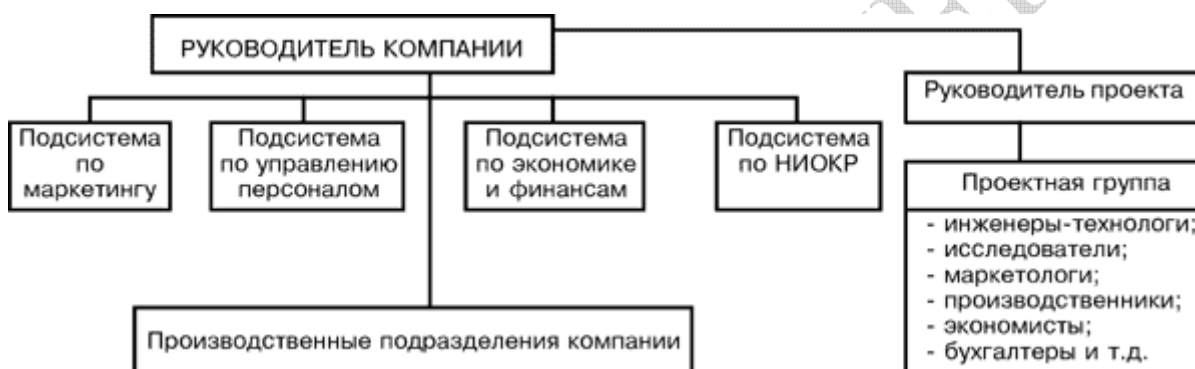 РУКОВОДИТЕЛЬ КОМПАНИИ
Руководитель проекта
Подсистема
по
маркетингу
Подсистема
по управлению
персоналом
Подсистема
по экономике
и финансам
Подсистема
по НИОКР
Проектная группа
- инженеры-технологи;
- исследователи;
- маркетологи;
- производственники;
- экономисты;
- бухгалтеры и т.д.
Производственные подразделения компании